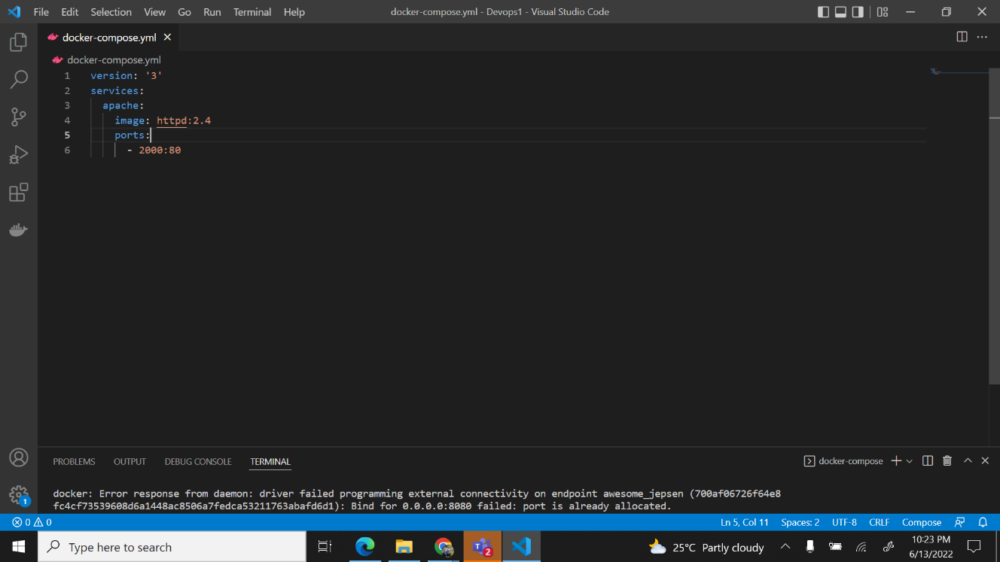 File Edit Selection View Go Run Terminal Help docker-compose.yml - Devops1 - Visual Studio Code
docker-compose.yml
docker-compose.yml
1 version: '3'
2 services:
3 apache:
4 image: httpd:2.4
5 ports:
6 - 2000:80
PROBLEMS OUTPUT DEBUG CONSOLE TERMINAL docker-compose
docker: Error response from daemon: driver failed programming external connectivity on endpoint awesome_jepsen (700af06726f64e8
fc4cf73539608d6a1448ac8506a7fedca53211763abafd6d1): Bind for 0.0.0.0:8080 failed: port is already allocated.
1
0 0 Ln 5, Col 11 Spaces: 2 UTF-8 CRLF Compose
Type here to search 2 25°C Partly cloudy 10:23 PM
6/13/2022